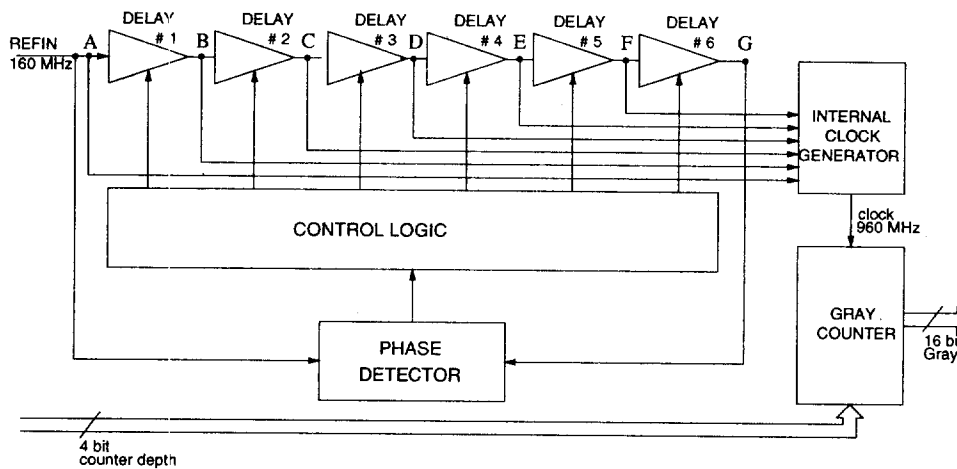 DELAY DELAY DELAY DELAY DELAY DELAY
REFIN A # 1 B # 2 C # 3 D # 4 E # 5 F # 6 G
160 MHz
INTERNAL
CLOCK
GENERATOR
CONTROL LOGIC
clock
960 MHz
GRAY
COUNTER
16 bi
Gray
PHASE
DETECTOR
4 bit
counter depth